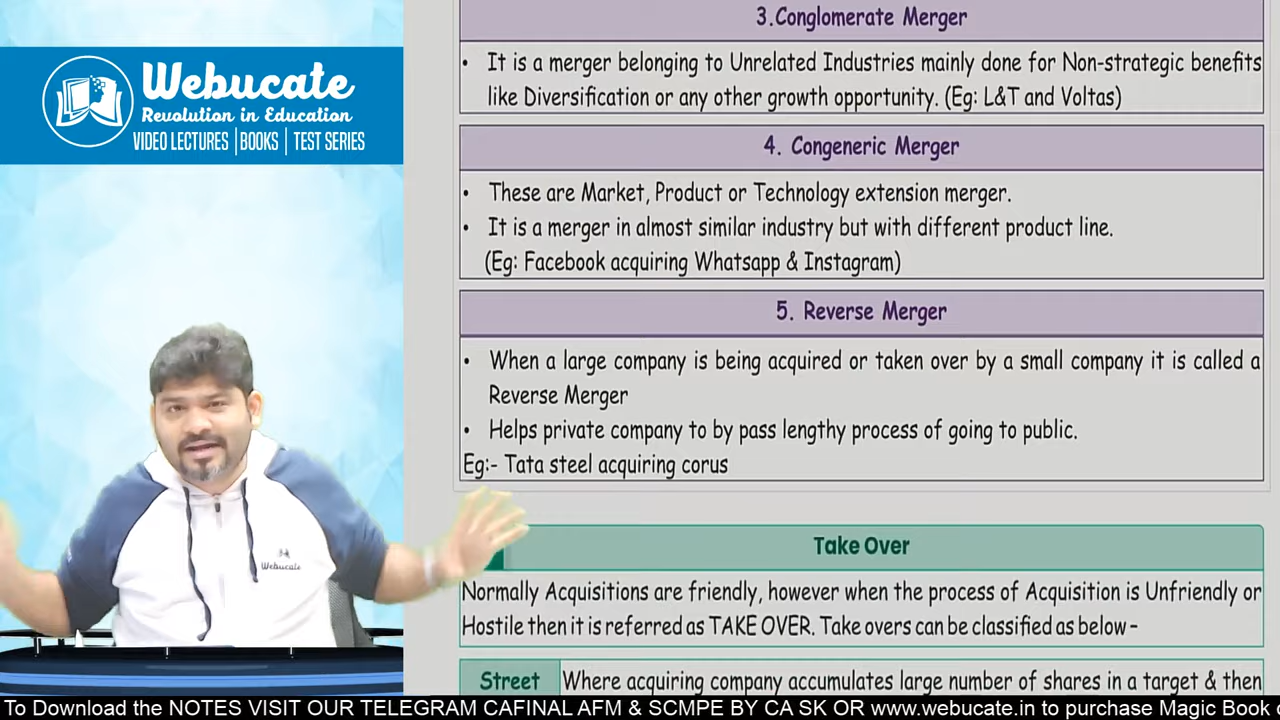 Webucate
Revolution in Education
VIDEO LECTURES | BOOKS | TEST SERIES
3.Conglomerate Merger
• It is a merger belonging to Unrelated Industries mainly done for Non-strategic benefits
like Diversification or any other growth opportunity. (Eg: L&T and Voltas)
4. Congeneric Merger
• These are Market, Product or Technology extension merger.
• It is a merger in almost similar industry but with different product line.
(Eg: Facebook acquiring Whatsapp & Instagram)
5. Reverse Merger
• When a large company is being acquired or taken over by a small company it is called a
Reverse Merger
• Helps private company to by pass lengthy process of going to public.
Eg:- Tata steel acquiring corus
Take Over
Normally Acquisitions are friendly, however when the process of Acquisition is Unfriendly or
Hostile then it is referred as TAKE OVER. Take overs can be classified as below –
Street
Where acquiring company accumulates large number of shares in a target & then
Webucate
To Download the NOTES VISIT OUR TELEGRAM CAFINAL AFM & SCMPE BY CA SK OR www.webucate.in to purchase Magic Book